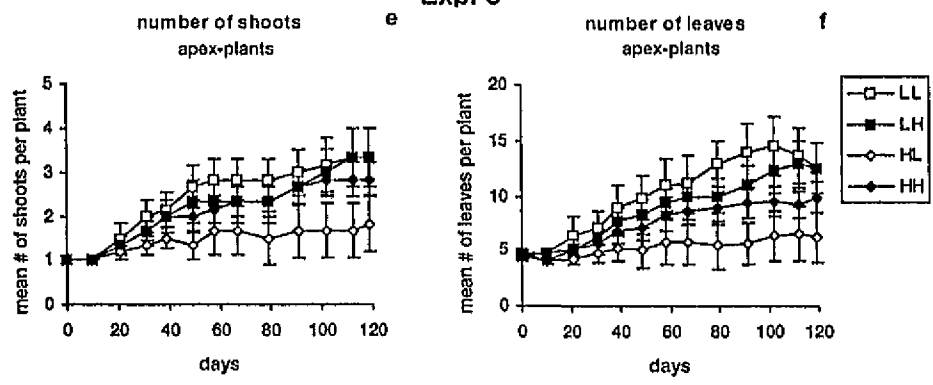 number of shoots
e
apex-plants
mean # of shoots per plant
5
4
3
2
1
0
0 20 40 60 80 100 120
days
number of leaves
f
apex-plants
mean # of leaves per plant
20
15
10
5
0
0 20 40 60 80 100 120
days
LL
LH
HL
HH